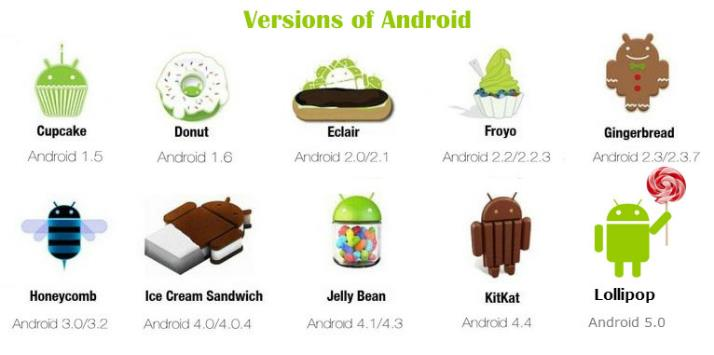 Versions of Android
Cupcake
Android 1.5
Donut
Android 1.6
Eclair
Android 2.0/2.1
Froyo
Android 2.2/2.2.3
Gingerbread
Android 2.3/2.3.7
Honeycomb
Android 3.0/3.2
Ice Cream Sandwich
Android 4.0/4.0.4
Jelly Bean
Android 4.1/4.3
KitKat
Android 4.4
Lollipop
Android 5.0